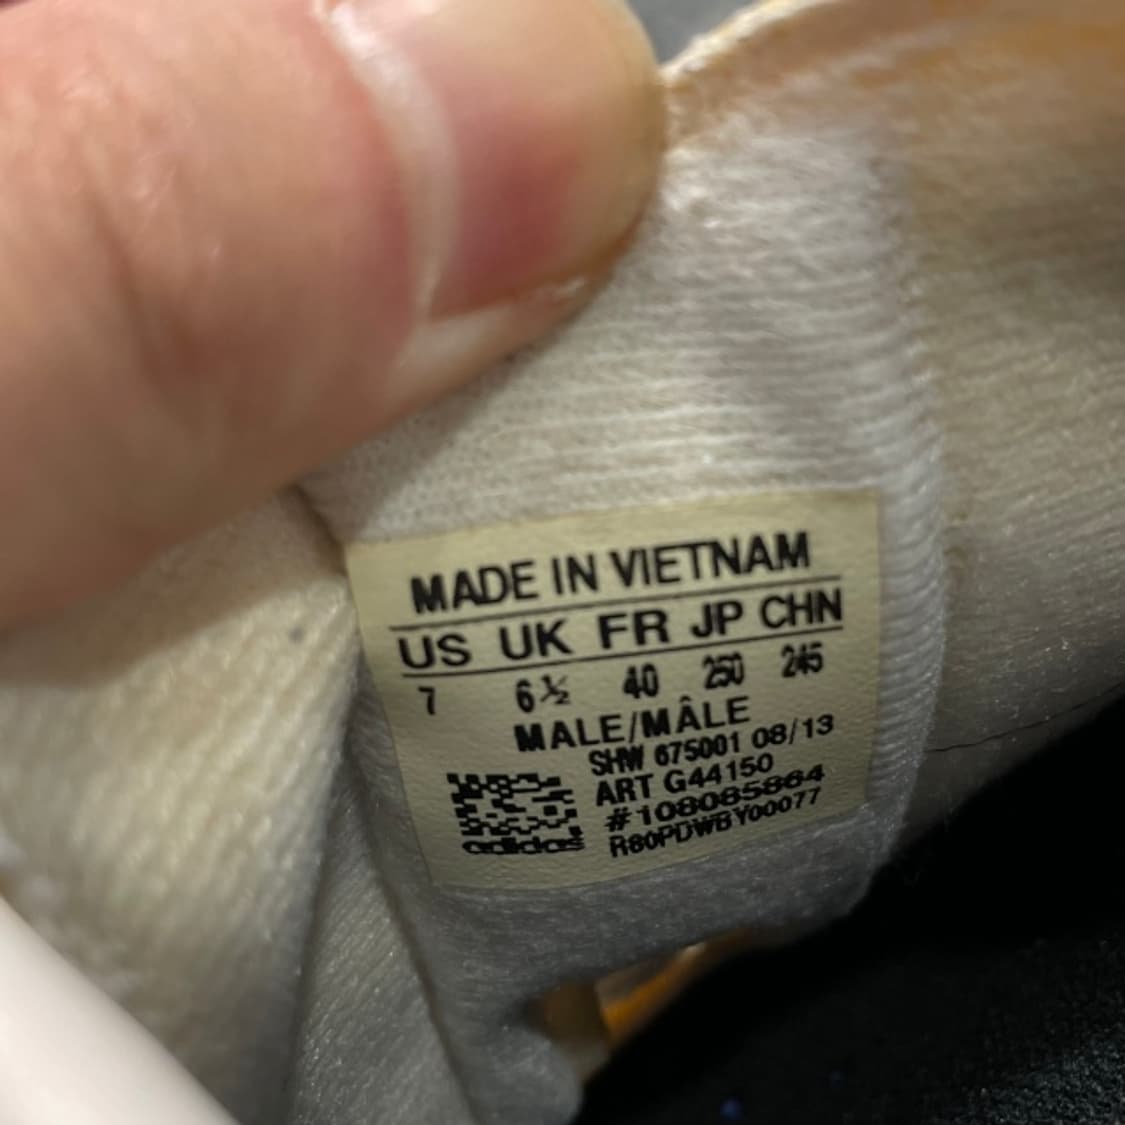 MADE IN VIETNAM
US UK FR JP CHN
7 6½ 40 250 245
MALE/MÂLE
SHW 675001 08/13
ART G44150
#108085864
R80PDWBY00077
adidas